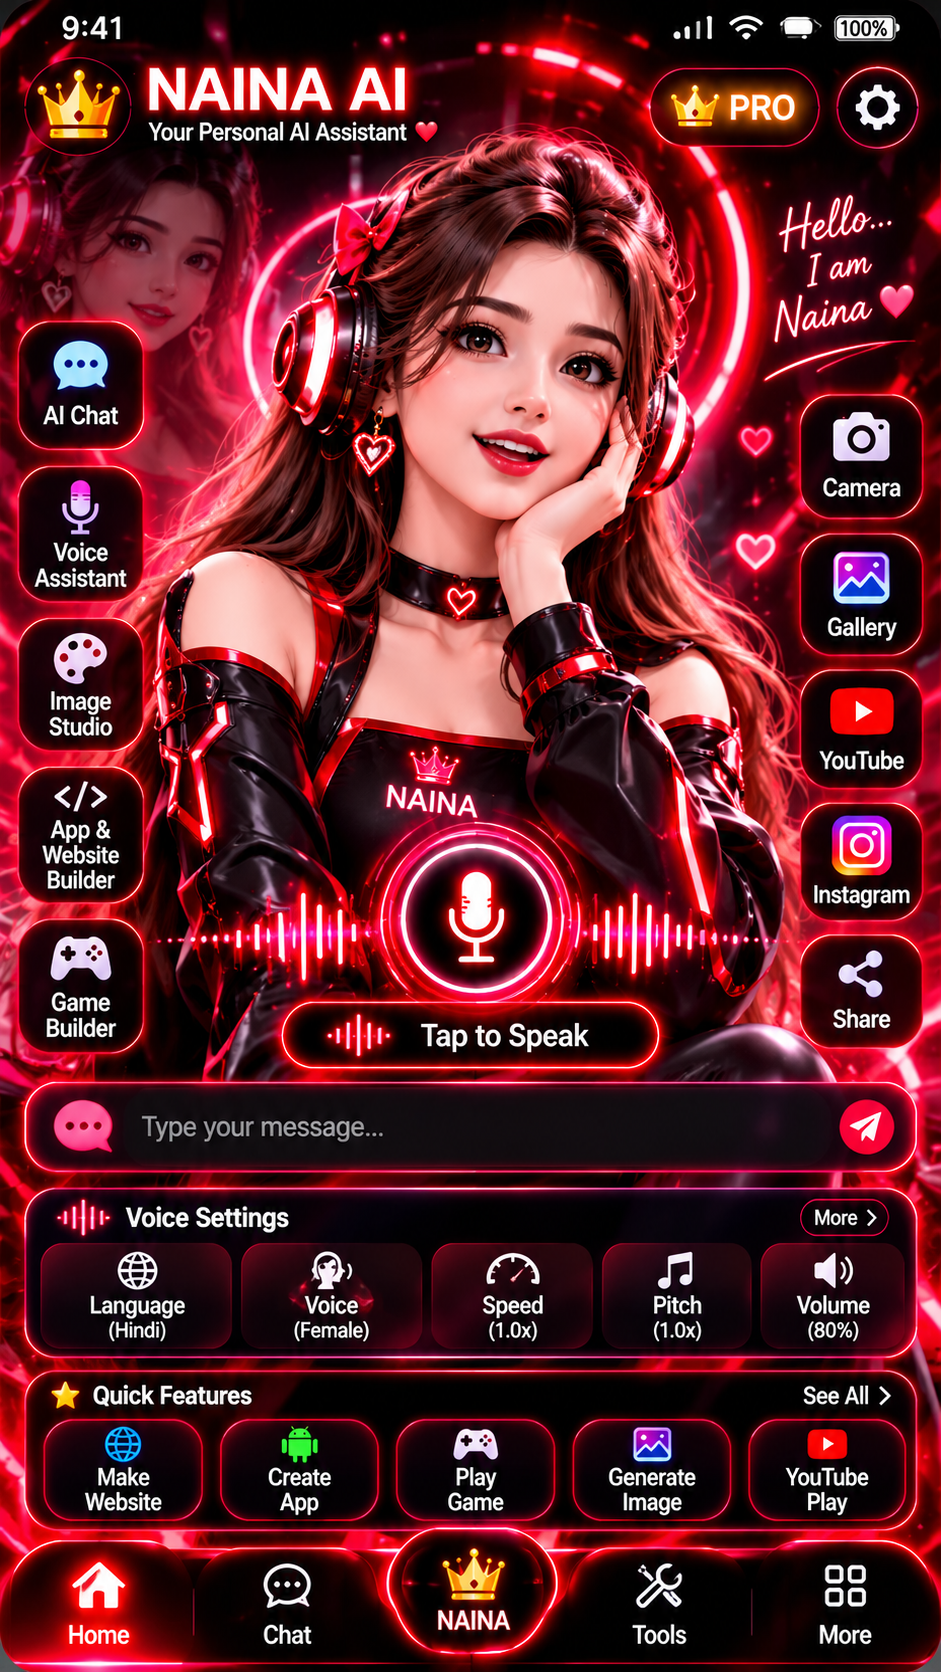 9:41
100%
NAINA AI
Your Personal AI Assistant
PRO
Hello...
I am
Naina
AI Chat
Voice
Assistant
Image
Studio
</>
App &
Website
Builder
Game
Builder
Camera
Gallery
YouTube
Instagram
Share
NAINA
Tap to Speak
Type your message...
Voice Settings
More >
Language
(Hindi)
Voice
(Female)
Speed
(1.0x)
Pitch
(1.0x)
Volume
(80%)
Quick Features
See All >
Make
Website
Create
App
Play
Game
Generate
Image
YouTube
Play
Home
Chat
NAINA
Tools
More